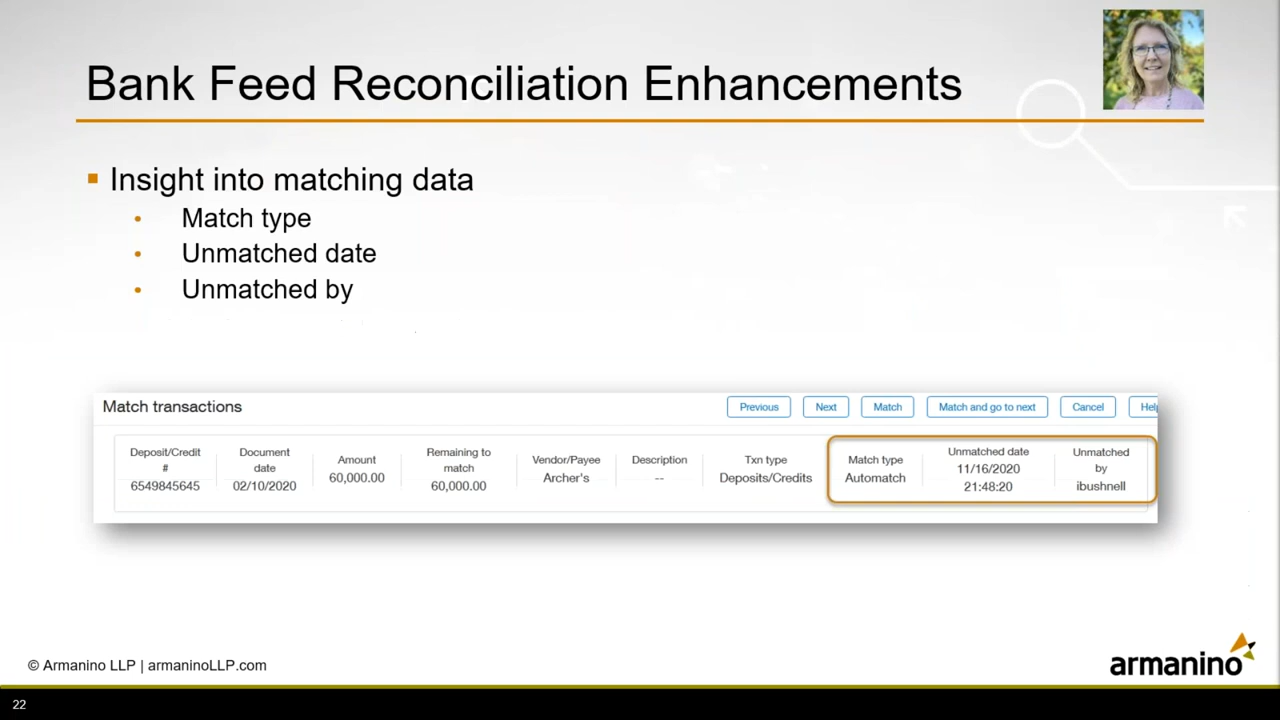 Bank Feed Reconciliation Enhancements
Insight into matching data
Match type
Unmatched date
Unmatched by
Match transactions
Previous
Next
Match
Match and go to next
Cancel
Help
Deposit/Credit
#
6549845645
Document
date
02/10/2020
Amount
60,000.00
Remaining to
match
60,000.00
Vendor/Payee
Archer's
Description
--
Txn type
Deposits/Credits
Match type
Automatch
Unmatched date
11/16/2020
21:48:20
Unmatched
by
ibushnell
© Armanino LLP | armaninoLLP.com
armanino
22